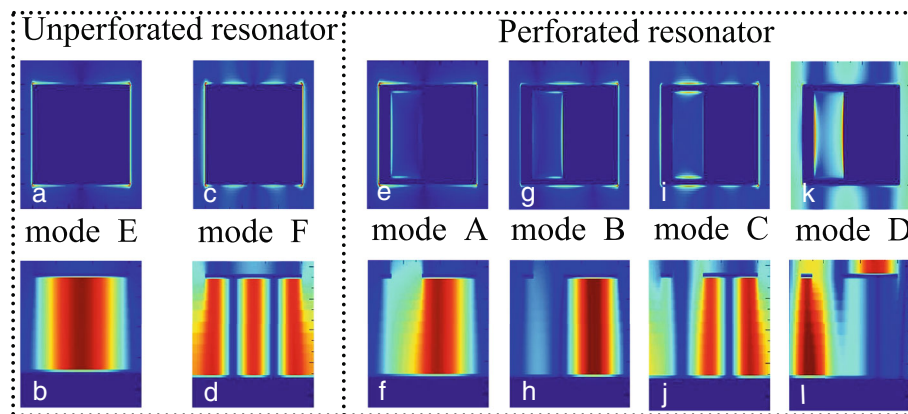 Unperforated resonator
Perforated resonator
a
c
e
g
i
k
mode E
mode F
mode A
mode B
mode C
mode D
b
d
f
h
j
l